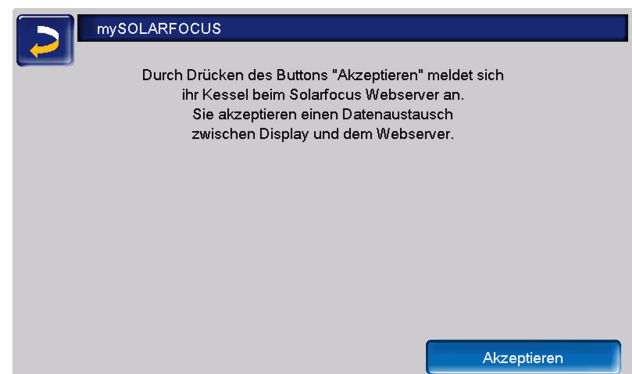 mySOLARFOCUS
Durch Drücken des Buttons "Akzeptieren" meldet sich
ihr Kessel beim Solarfocus Webserver an.
Sie akzeptieren einen Datenaustausch
zwischen Display und dem Webserver.
Akzeptieren